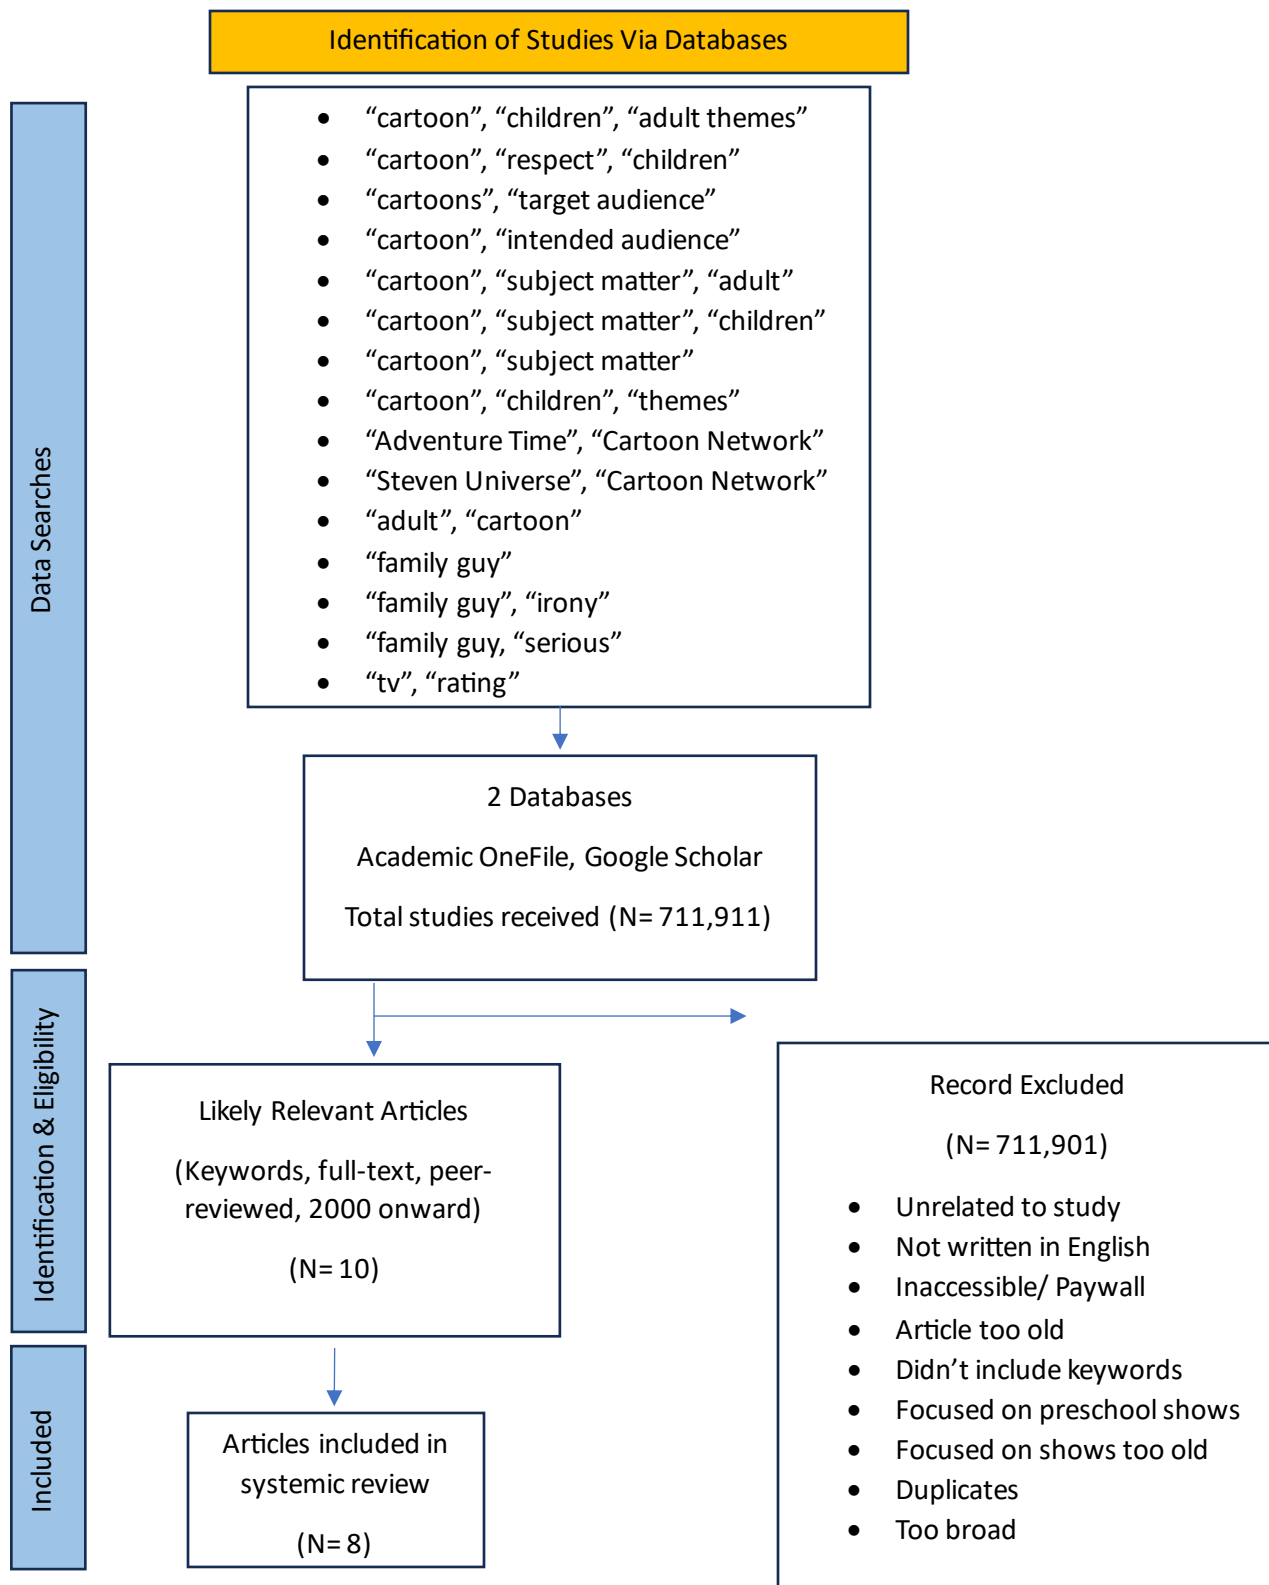 Identification of Studies Via Databases
Data Searches
• “cartoon”, “children”, “adult themes”
• “cartoon”, “respect”, “children”
• “cartoons”, “target audience”
• “cartoon”, “intended audience”
• “cartoon”, “subject matter”, “adult”
• “cartoon”, “subject matter”, “children”
• “cartoon”, “subject matter”
• “cartoon”, “children”, “themes”
• “Adventure Time”, “Cartoon Network”
• “Steven Universe”, “Cartoon Network”
• “adult”, “cartoon”
• “family guy”
• “family guy”, “irony”
• “family guy, “serious”
• “tv”, “rating”
2 Databases
Academic OneFile, Google Scholar
Total studies received (N= 711,911)
Identification & Eligibility
Likely Relevant Articles
(Keywords, full-text, peer-
reviewed, 2000 onward)
(N= 10)
Record Excluded
(N= 711,901)
• Unrelated to study
• Not written in English
• Inaccessible/ Paywall
• Article too old
• Didn’t include keywords
• Focused on preschool shows
• Focused on shows too old
• Duplicates
• Too broad
Included
Articles included in
systemic review
(N= 8)